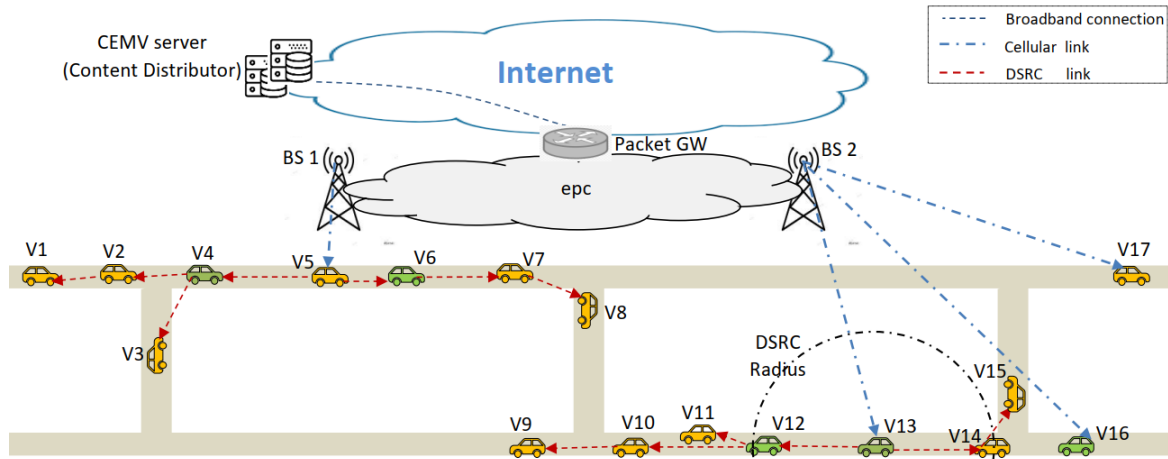 CEMV server
(Content Distributor)
Internet
Broadband connection
Cellular link
DSRC link
Packet GW
BS 1
BS 2
epc
V1
V2
V4
V5
V6
V7
V17
V8
V3
DSRC
Radius
V15
V9
V10
V11
V12
V13
V14
V16